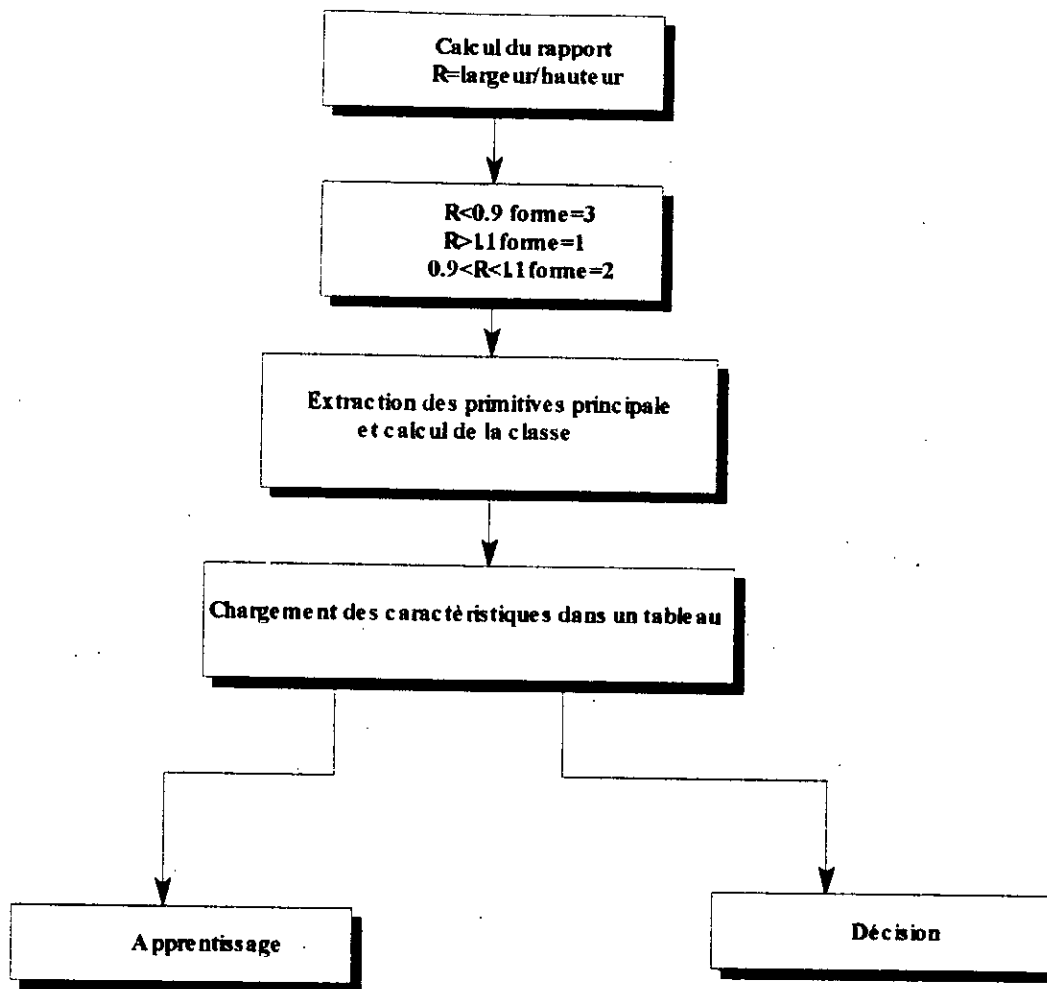 Calcul du rapport
R=largeur/hauteur
R<0.9 forme=3
R>1.1 forme=1
0.9<R<1.1 forme=2
Extraction des primitives principale
et calcul de la classe
Chargement des caractèristiques dans un tableau
Apprentissage
Décision